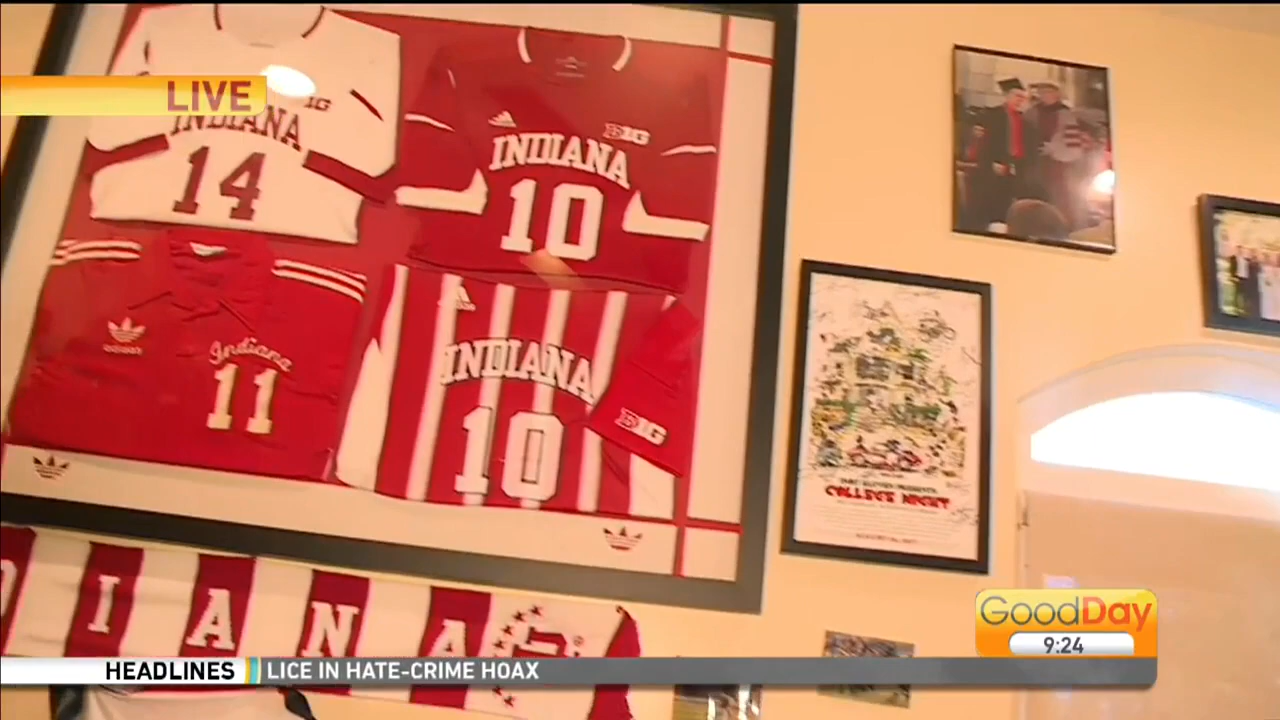 LIVE
INDIANA
14
BIG
INDIANA
10
adidas
Indiana
11
INDIANA
10
BIG
COLLEGE NIGHT
IANA
GoodDay
9:24
HEADLINES
LICE IN HATE-CRIME HOAX